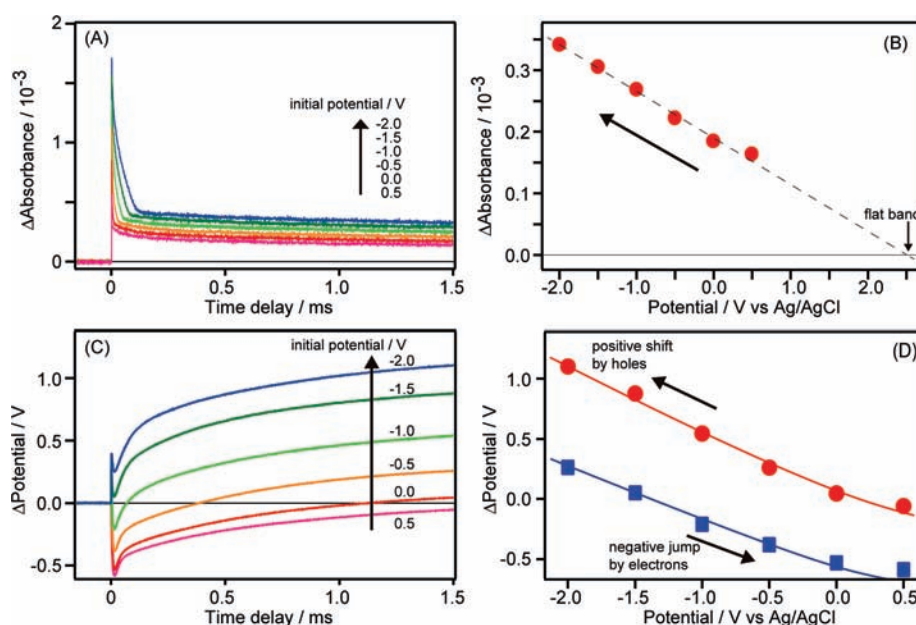 (A)
ΔAbsorbance / 10⁻³
2
1
0
initial potential / V
-2.0
-1.5
-1.0
-0.5
0.0
0.5
0
0.5
1.0
1.5
Time delay / ms
(B)
ΔAbsorbance / 10⁻³
0.3
0.2
0.1
0.0
flat band
-2.0
-1.0
0.0
1.0
2.0
Potential / V vs Ag/AgCl
(C)
ΔPotential / V
1.0
0.5
0.0
-0.5
initial potential / V
-2.0
-1.5
-1.0
-0.5
0.0
0.5
0
0.5
1.0
1.5
Time delay / ms
(D)
ΔPotential / V
1.0
0.5
0.0
-0.5
positive shift
by holes
negative jump
by electrons
-2.0
-1.5
-1.0
-0.5
0.0
0.5
Potential / V vs Ag/AgCl